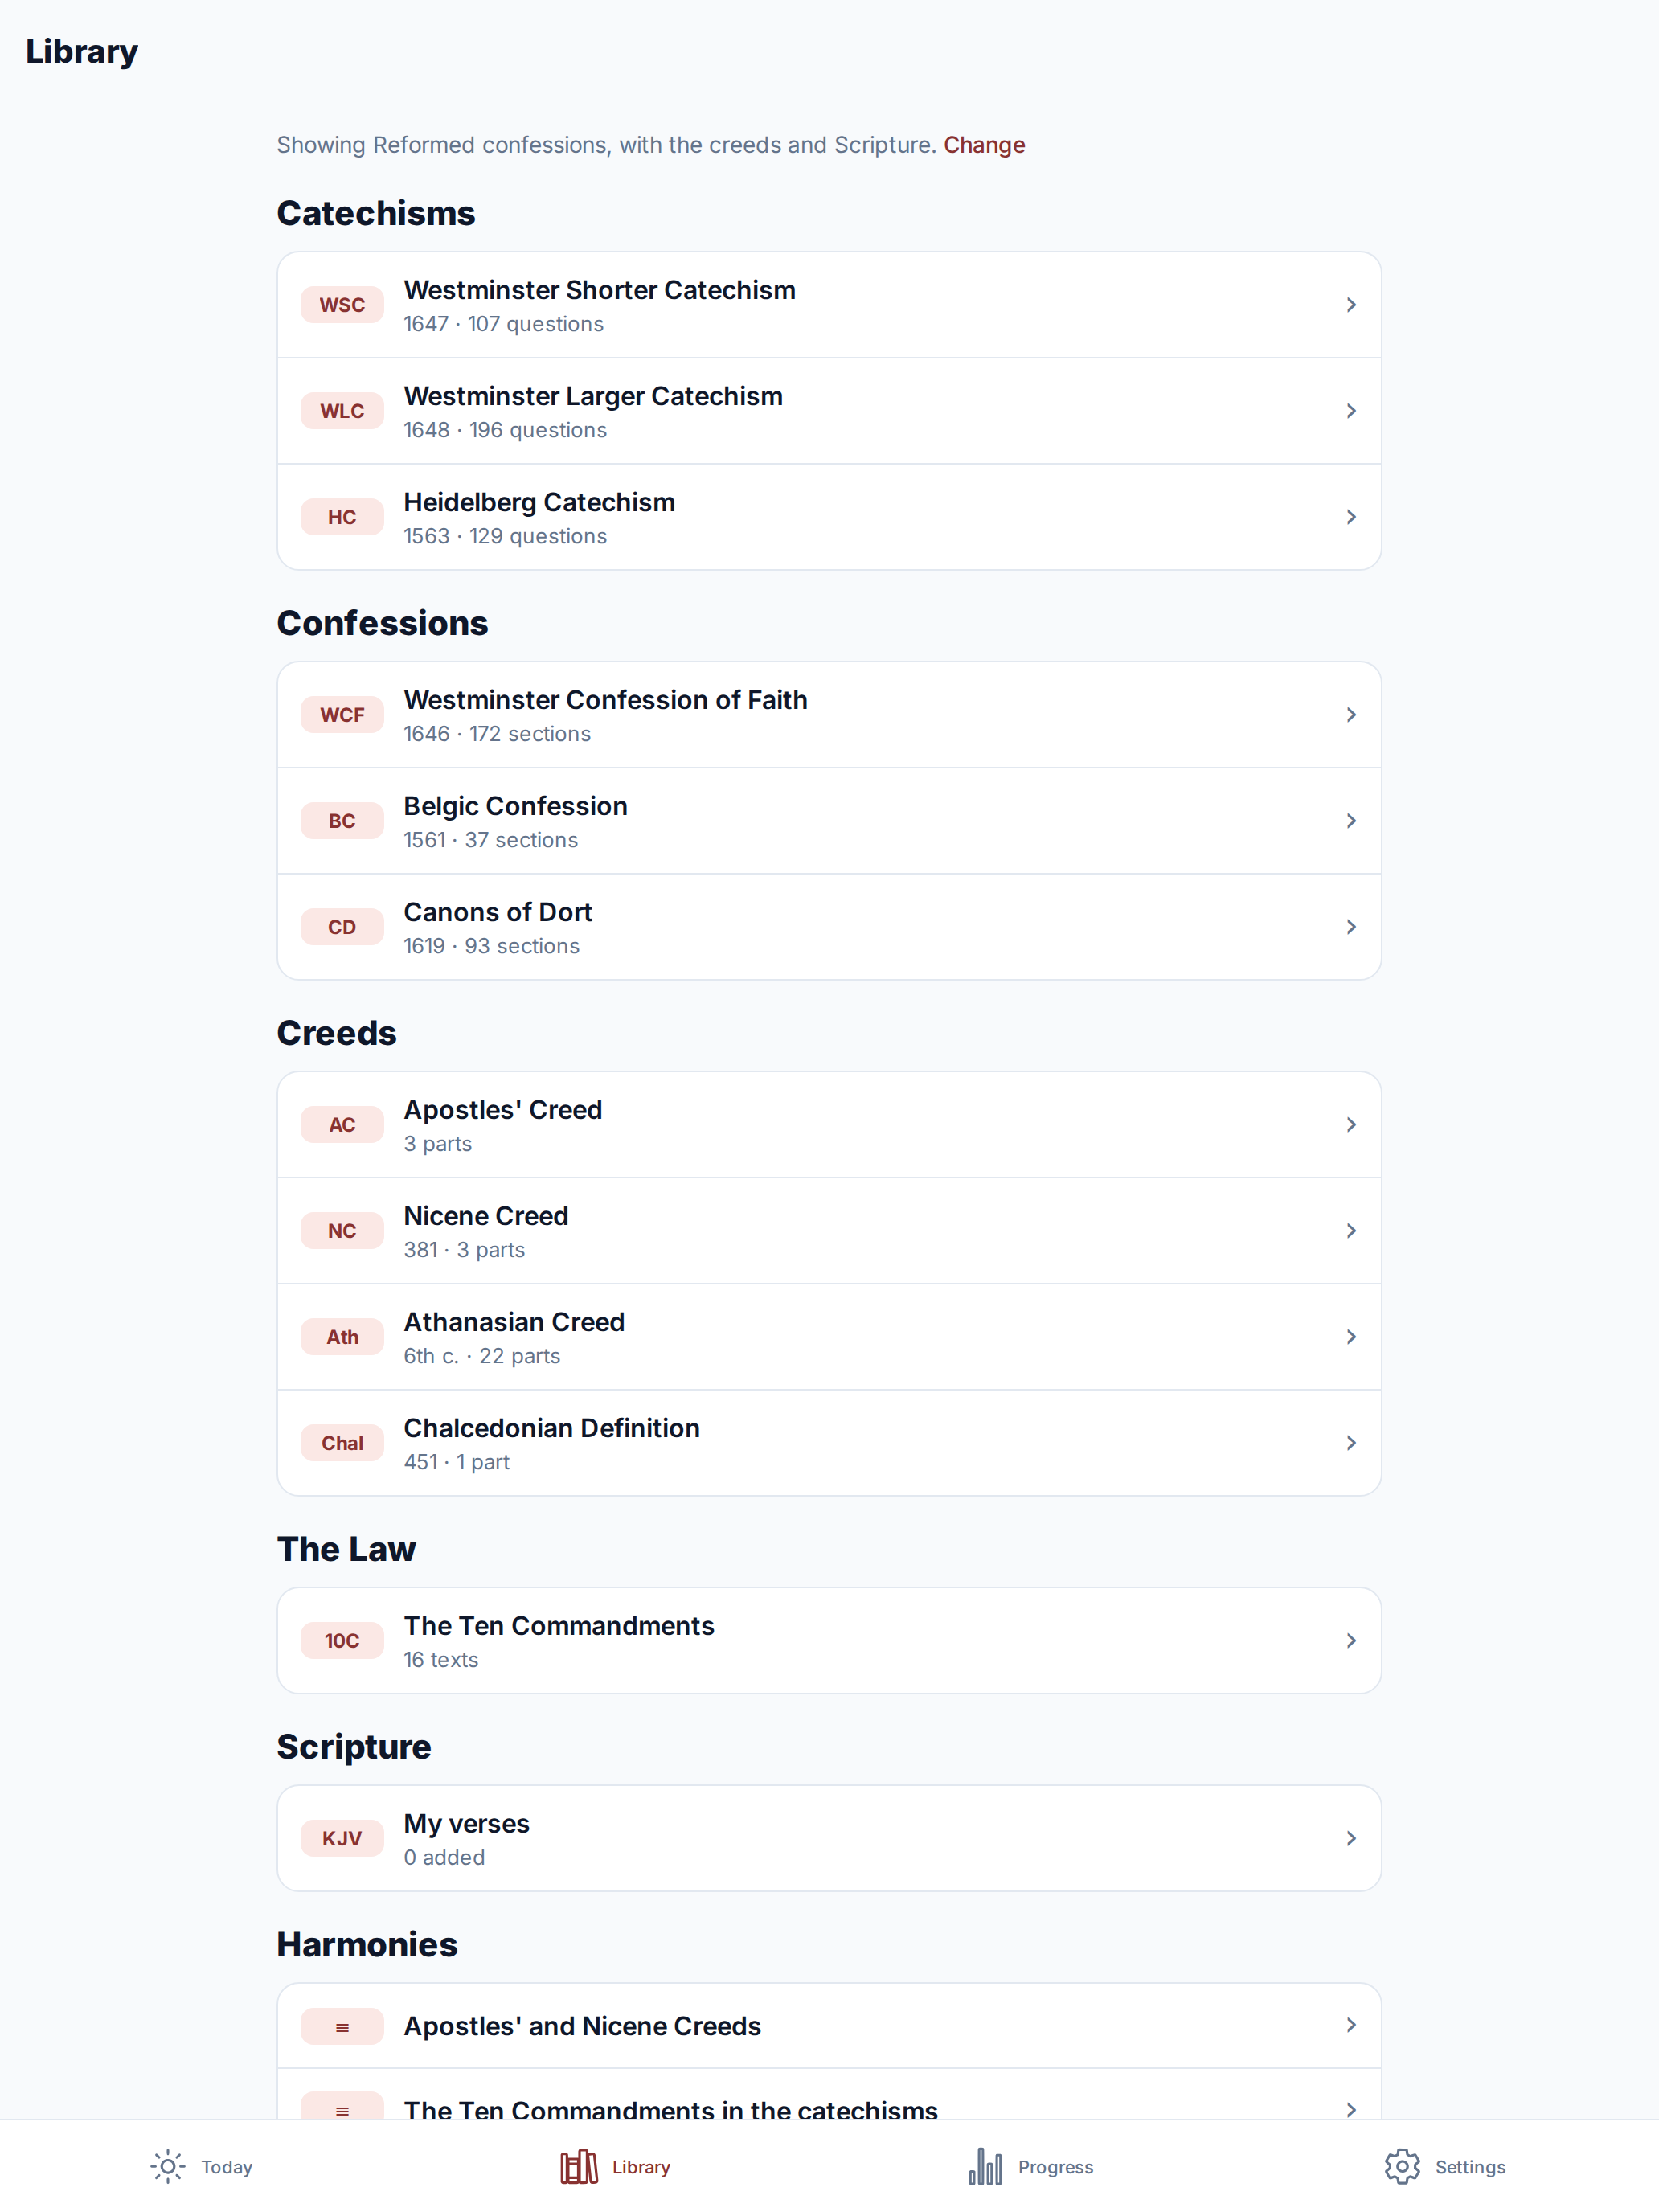 Library
Showing Reformed confessions, with the creeds and Scripture. Change
Catechisms
WSC
Westminster Shorter Catechism
1647 · 107 questions
WLC
Westminster Larger Catechism
1648 · 196 questions
HC
Heidelberg Catechism
1563 · 129 questions
Confessions
WCF
Westminster Confession of Faith
1646 · 172 sections
BC
Belgic Confession
1561 · 37 sections
CD
Canons of Dort
1619 · 93 sections
Creeds
AC
Apostles' Creed
3 parts
NC
Nicene Creed
381 · 3 parts
Ath
Athanasian Creed
6th c. · 22 parts
Chal
Chalcedonian Definition
451 · 1 part
The Law
10C
The Ten Commandments
16 texts
Scripture
KJV
My verses
0 added
Harmonies
Apostles' and Nicene Creeds
The Ten Commandments in the catechisms
Today
Library
Progress
Settings